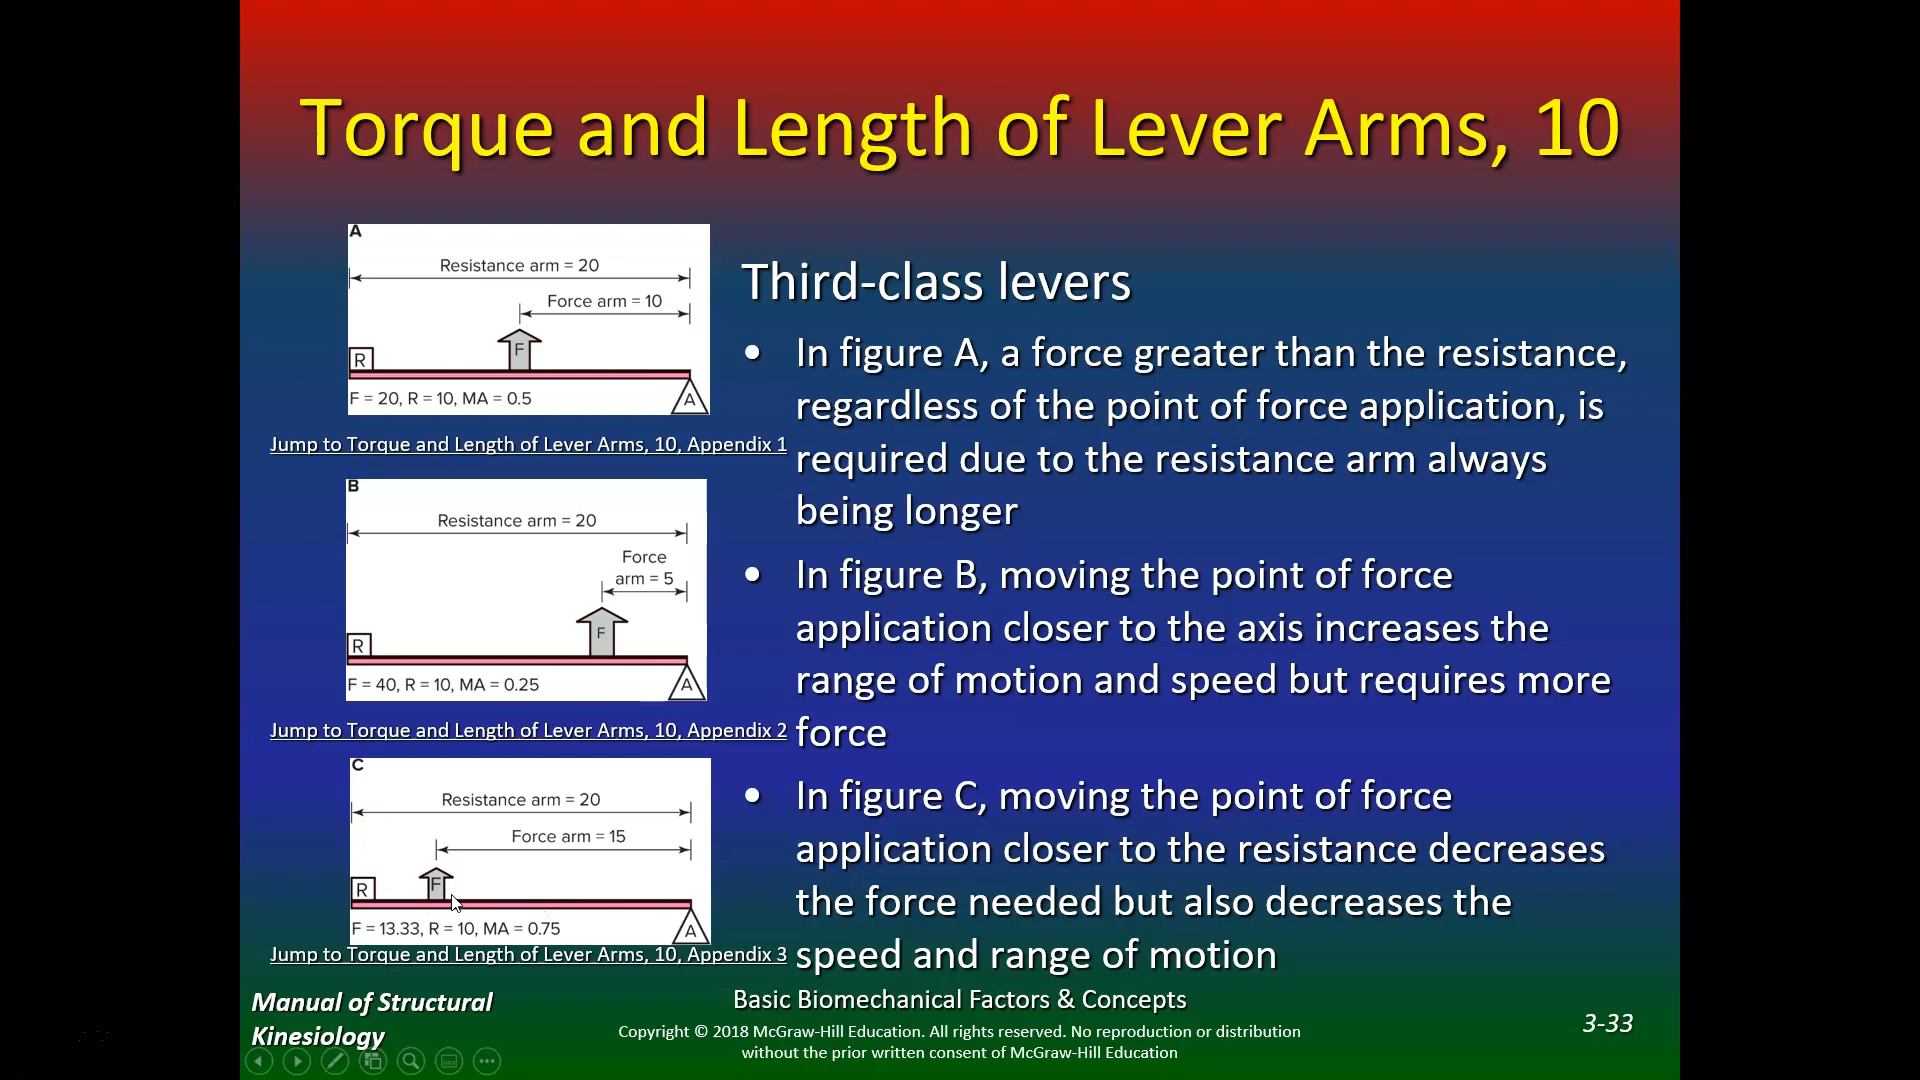 Torque and Length of Lever Arms, 10
A
Resistance arm = 20
Force arm = 10
F
R
F = 20, R = 10, MA = 0.5
A
Jump to Torque and Length of Lever Arms, 10, Appendix 1
B
Resistance arm = 20
Force
arm = 5
F
R
F = 40, R = 10, MA = 0.25
A
Jump to Torque and Length of Lever Arms, 10, Appendix 2
C
Resistance arm = 20
Force arm = 15
F
R
F = 13.33, R = 10, MA = 0.75
A
Jump to Torque and Length of Lever Arms, 10, Appendix 3
Third-class levers
• In figure A, a force greater than the resistance,
regardless of the point of force application, is
required due to the resistance arm always
being longer
• In figure B, moving the point of force
application closer to the axis increases the
range of motion and speed but requires more
force
• In figure C, moving the point of force
application closer to the resistance decreases
the force needed but also decreases the
speed and range of motion
Manual of Structural
Kinesiology
Basic Biomechanical Factors & Concepts
Copyright © 2018 McGraw-Hill Education. All rights reserved. No reproduction or distribution
without the prior written consent of McGraw-Hill Education
3-33